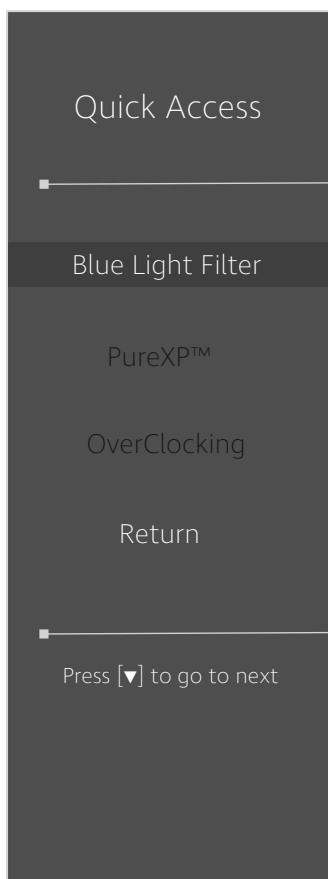 Quick Access
Blue Light Filter
PureXP™
OverClocking
Return
Press [▼] to go to next